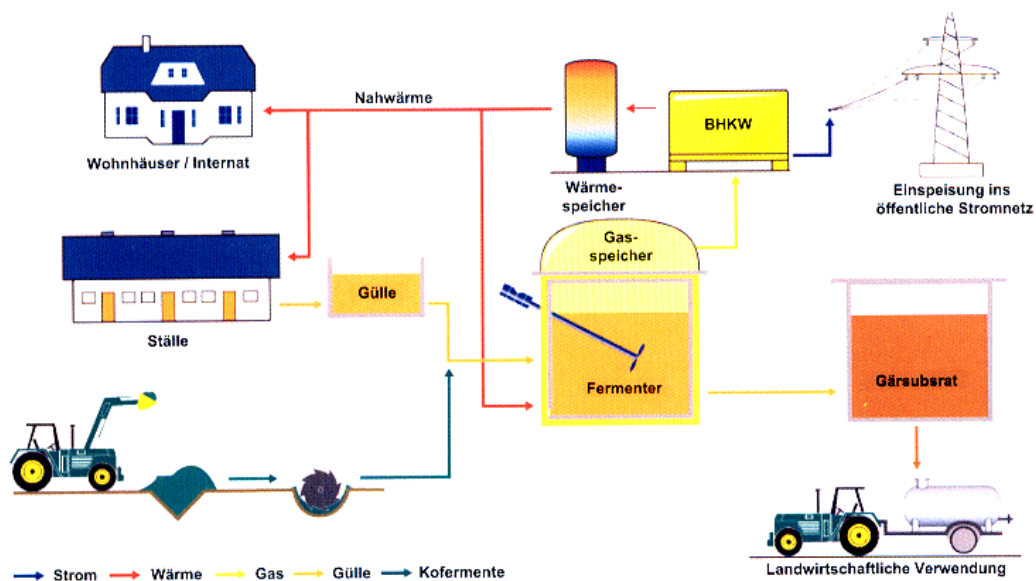 Nahwärme
BHKW
Wohnhäuser / Internat
Wärme-
speicher
Einspeisung ins
öffentliche Stromnetz
Gas-
speicher
Gülle
Ställe
Fermenter
Gärsubsrat
Landwirtschaftliche Verwendung
Strom
Wärme
Gas
Gülle
Kofermente